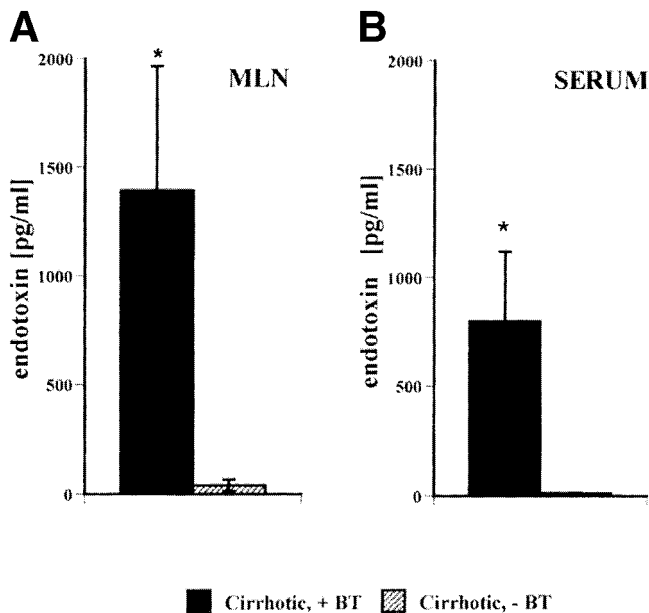 A
*
MLN
endotoxin [pg/ml]
2000
1500
1000
500
0
B
SERUM
*
endotoxin [pg/ml]
2000
1500
1000
500
0
Cirrhotic, + BT
Cirrhotic, - BT